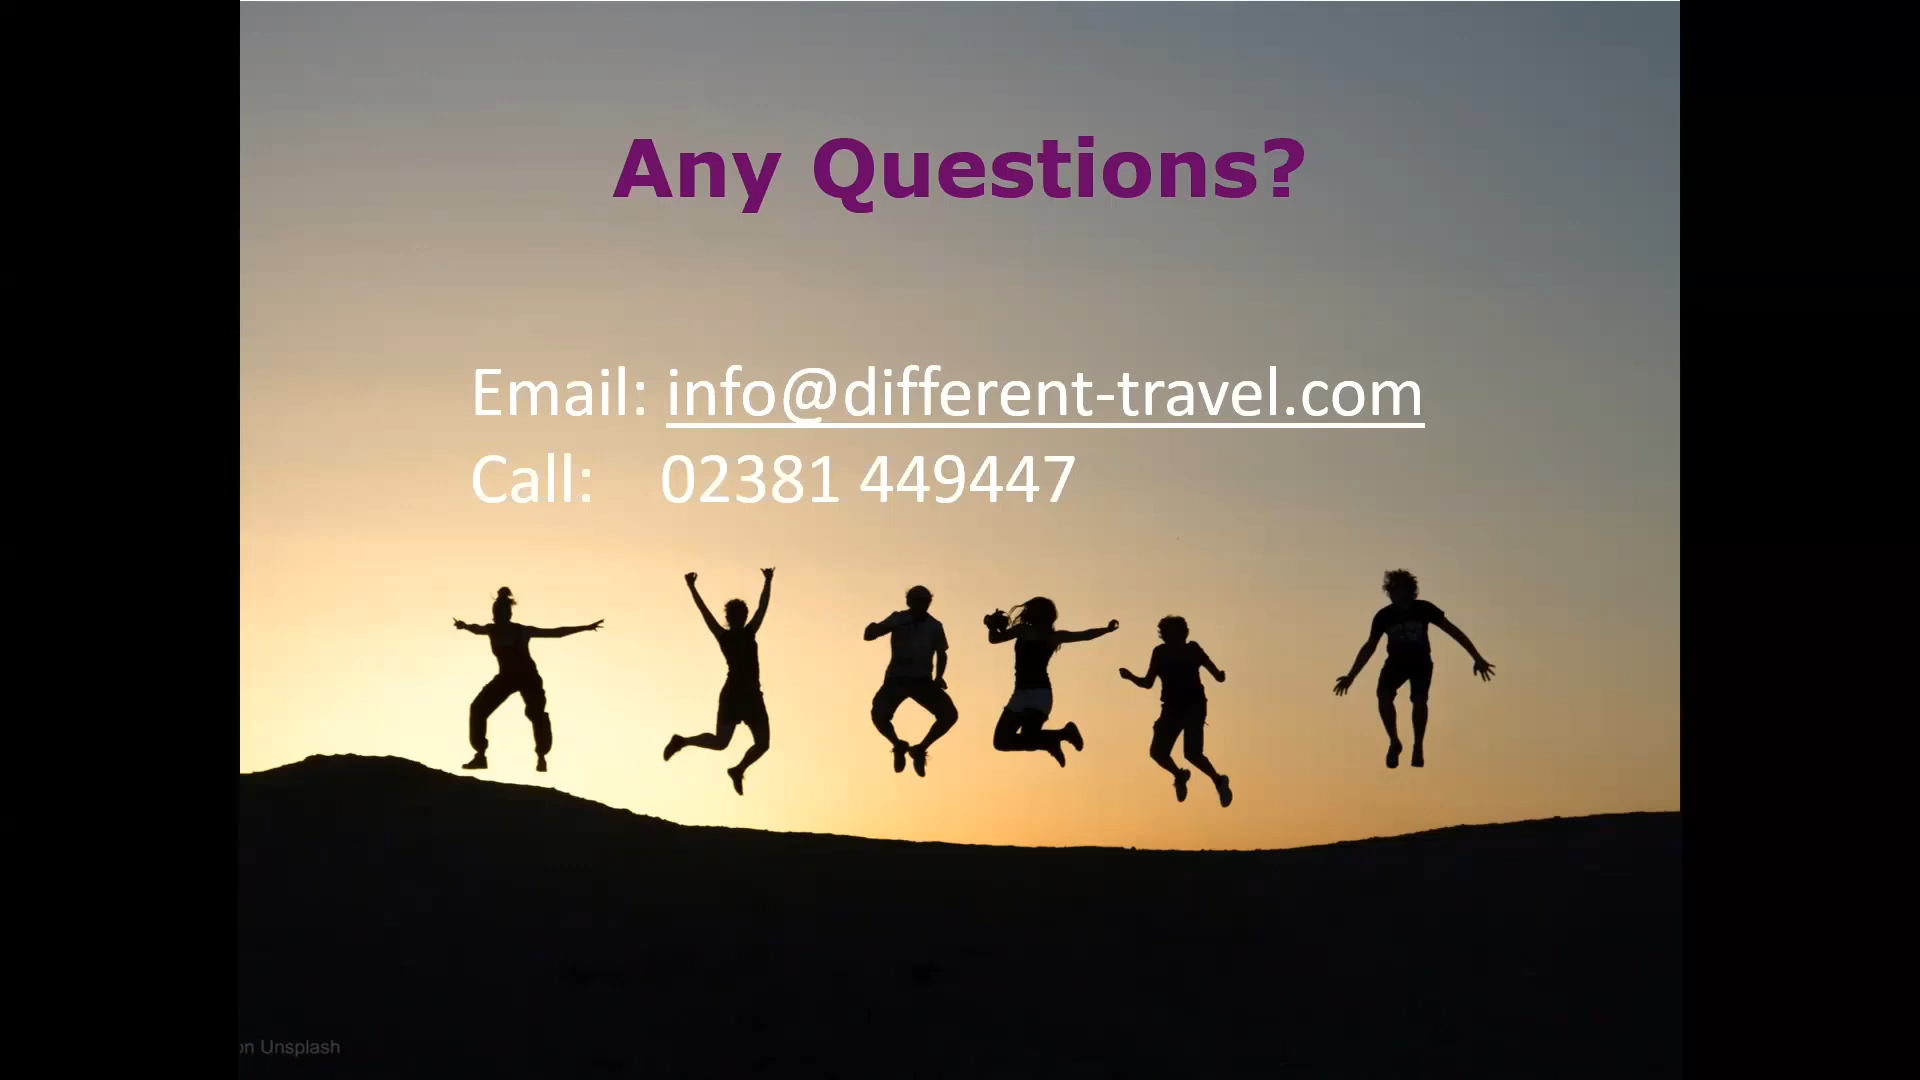 Any Questions?
Email: info@different-travel.com
Call: 02381 449447
on Unsplash